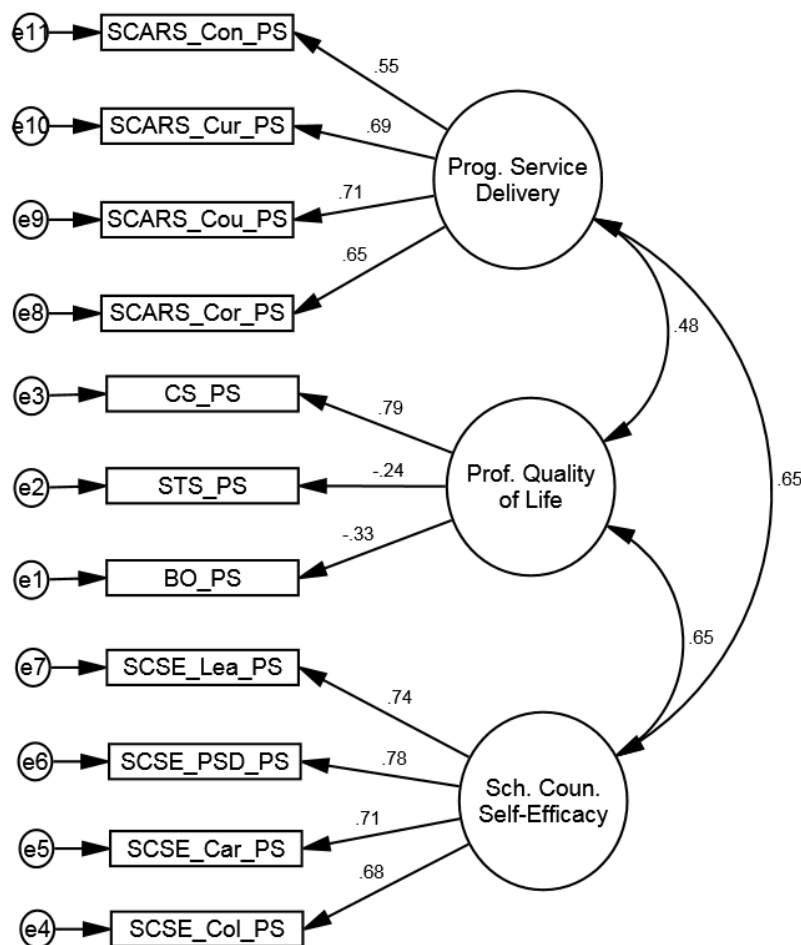 e11
SCARS_Con_PS
.55
e10
SCARS_Cur_PS
.69
e9
SCARS_Cou_PS
.71
e8
SCARS_Cor_PS
.65
Prog. Service
Delivery
.48
.65
e3
CS_PS
.79
e2
STS_PS
-.24
e1
BO_PS
-.33
Prof. Quality
of Life
.65
e7
SCSE_Lea_PS
.74
e6
SCSE_PSD_PS
.78
e5
SCSE_Car_PS
.71
e4
SCSE_Col_PS
.68
Sch. Coun.
Self-Efficacy